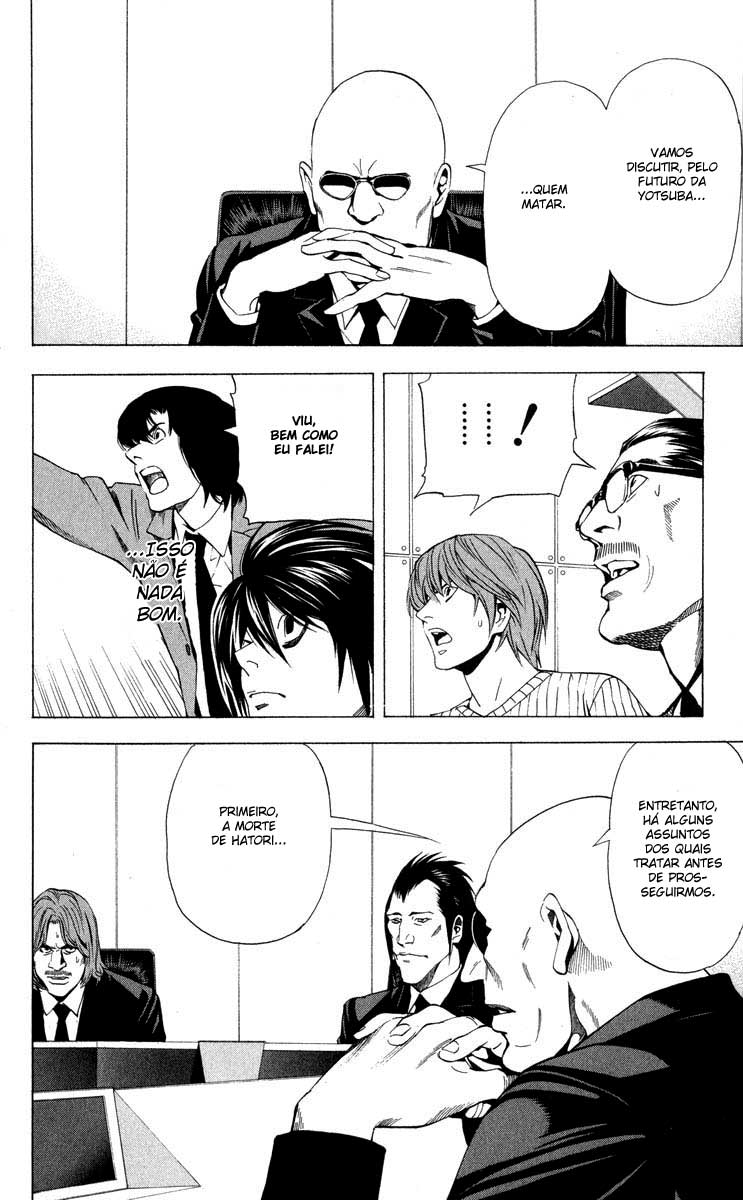 VAMOS
DISCUTIR, PELO
FUTURO DA
YOTSUBA...
...QUEM
MATAR.
!
VIU,
BEM COMO
EU FALEI!
...ISSO
NÃO É
NADA
BOM.
ENTRETANTO,
HÁ ALGUNS
ASSUNTOS
DOS QUAIS
TRATAR ANTES
DE PROS-
SEGUIRMOS.
PRIMEIRO,
A MORTE
DE HATORI...